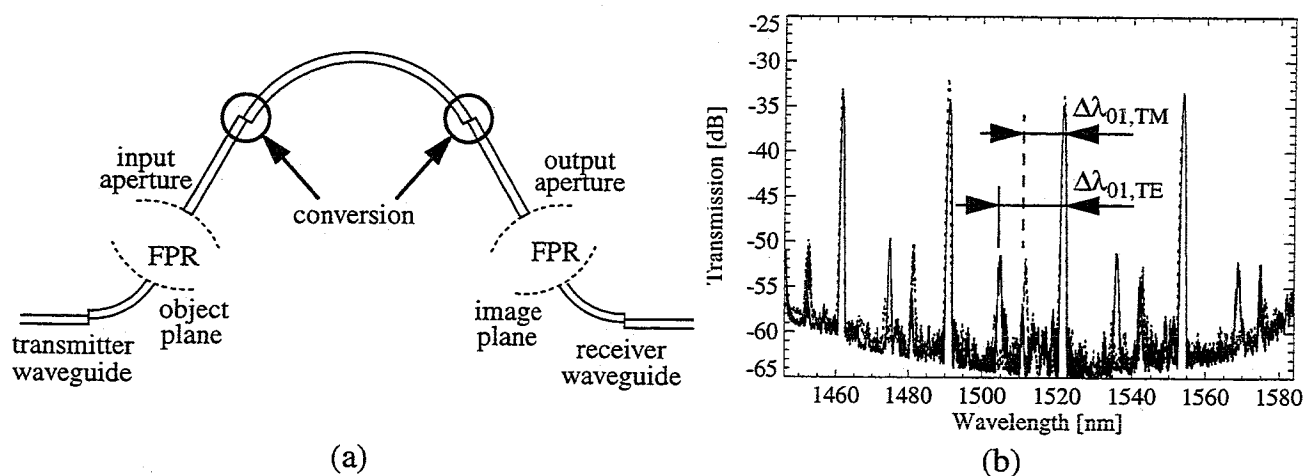 input
aperture
output
aperture
conversion
FPR
FPR
object
plane
image
plane
transmitter
waveguide
receiver
waveguide
(a)
Transmission [dB]
-25
-30
-35
-40
-45
-50
-55
-60
-65
Δλ01,TM
Δλ01,TE
1460 1480 1500 1520 1540 1560 1580
Wavelength [nm]
(b)